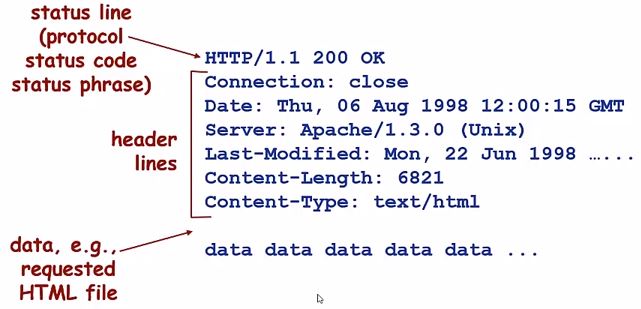 status line
(protocol
status code
status phrase)
HTTP/1.1 200 OK
Connection: close
Date: Thu, 06 Aug 1998 12:00:15 GMT
Server: Apache/1.3.0 (Unix)
Last-Modified: Mon, 22 Jun 1998 …...
Content-Length: 6821
Content-Type: text/html
header
lines
data, e.g.,
requested
HTML file
data data data data data ...